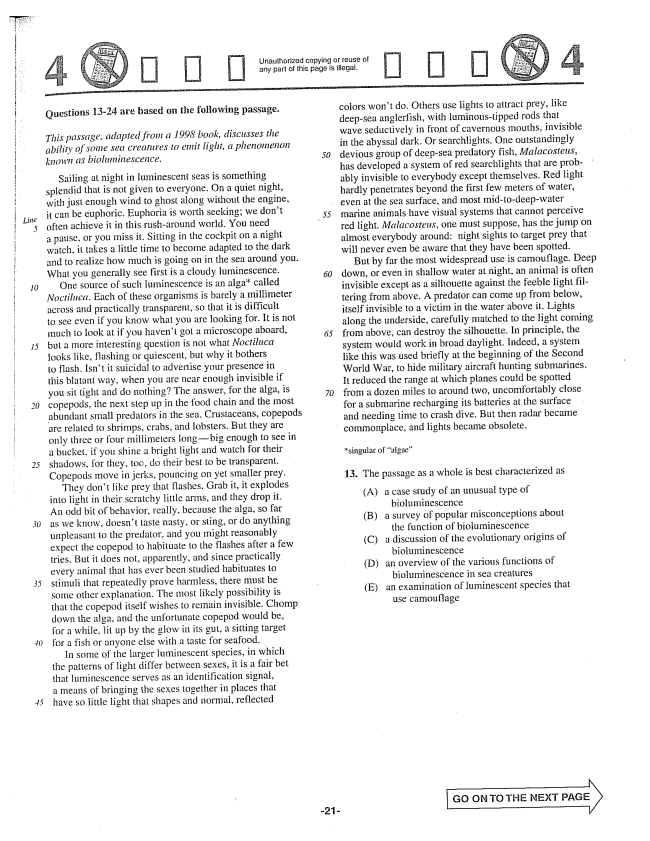 4
Unauthorized copying or reuse of
any part of this page is illegal.
4
Questions 13-24 are based on the following passage.
This passage, adapted from a 1998 book, discusses the
ability of some sea creatures to emit light, a phenomenon
known as bioluminescence.
Sailing at night in luminescent seas is something
splendid that is not given to everyone. On a quiet night,
with just enough wind to ghost along without the engine,
Line it can be euphoric. Euphoria is worth seeking; we don't
5 often achieve it in this rush-around world. You need
a pause, or you miss it. Sitting in the cockpit on a night
watch, it takes a little time to become adapted to the dark
and to realize how much is going on in the sea around you.
What you generally see first is a cloudy luminescence.
10 One source of such luminescence is an alga* called
Noctiluca. Each of these organisms is barely a millimeter
across and practically transparent, so that it is difficult
to see even if you know what you are looking for. It is not
much to look at if you haven't got a microscope aboard,
15 but a more interesting question is not what Noctiluca
looks like, flashing or quiescent, but why it bothers
to flash. Isn't it suicidal to advertise your presence in
this blatant way, when you are near enough invisible if
you sit tight and do nothing? The answer, for the alga, is
20 copepods, the next step up in the food chain and the most
abundant small predators in the sea. Crustaceans, copepods
are related to shrimps, crabs, and lobsters. But they are
only three or four millimeters long—big enough to see in
a bucket, if you shine a bright light and watch for their
25 shadows, for they, too, do their best to be transparent.
Copepods move in jerks, pouncing on yet smaller prey.
They don't like prey that flashes. Grab it, it explodes
into light in their scratchy little arms, and they drop it.
An odd bit of behavior, really, because the alga, so far
30 as we know, doesn't taste nasty, or sting, or do anything
unpleasant to the predator, and you might reasonably
expect the copepod to habituate to the flashes after a few
tries. But it does not, apparently, and since practically
every animal that has ever been studied habituates to
35 stimuli that repeatedly prove harmless, there must be
some other explanation. The most likely possibility is
that the copepod itself wishes to remain invisible. Chomp
down the alga, and the unfortunate copepod would be,
for a while, lit up by the glow in its gut, a sitting target
40 for a fish or anyone else with a taste for seafood.
In some of the larger luminescent species, in which
the patterns of light differ between sexes, it is a fair bet
that luminescence serves as an identification signal,
a means of bringing the sexes together in places that
45 have so little light that shapes and normal, reflected
colors won't do. Others use lights to attract prey, like
deep-sea anglerfish, with luminous-tipped rods that
wave seductively in front of cavernous mouths, invisible
in the abyssal dark. Or searchlights. One outstandingly
50 devious group of deep-sea predatory fish, Malacosteus,
has developed a system of red searchlights that are prob-
ably invisible to everyone except themselves. Red light
hardly penetrates beyond the first few meters of water,
even at the sea surface, and most mid-to-deep-water
55 marine animals have visual systems that cannot perceive
red light. Malacosteus, one must suppose, has the jump on
almost everybody around: night sights to target prey that
will never even be aware that they have been spotted.
But by far the most widespread use is camouflage. Deep
60 down, or even in shallow water at night, an animal is often
invisible except as a silhouette against the feeble light fil-
tering from above. A predator can come up from below,
itself invisible to a victim in the water above it. Lights
along the underside, carefully matched to the light coming
65 from above, can destroy the silhouette. In principle, the
system would work in broad daylight. Indeed, a system
like this was used briefly at the beginning of the Second
World War, to hide military aircraft hunting submarines.
It reduced the range at which planes could be spotted
70 from a dozen miles to around two, uncomfortably close
for a submarine recharging its batteries at the surface
and needing time to crash dive. But then radar became
commonplace, and lights became obsolete.
*singular of "algae"
13. The passage as a whole is best characterized as
(A) a case study of an unusual type of
bioluminescence
(B) a survey of popular misconceptions about
the function of bioluminescence
(C) a discussion of the evolutionary origins of
bioluminescence
(D) an overview of the various functions of
bioluminescence in sea creatures
(E) an examination of luminescent species that
use camouflage
-21-
GO ON TO THE NEXT PAGE